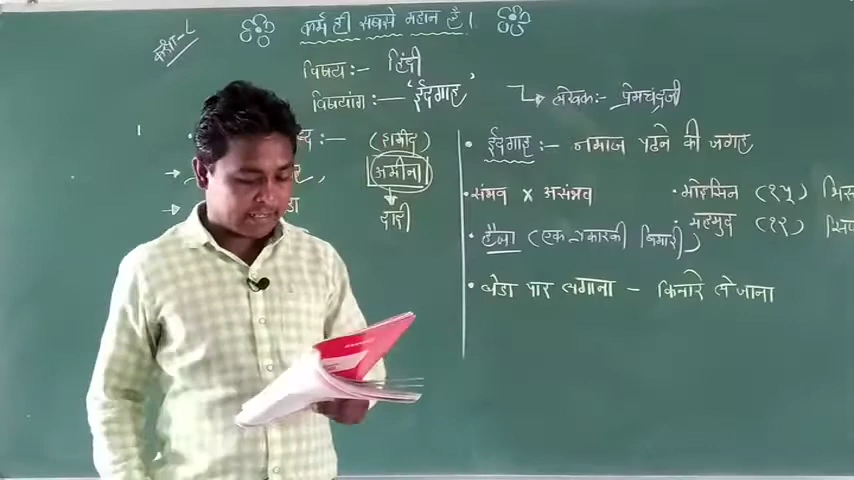 कक्षा-८
कर्म ही सबसे महान है।
विषय:- हिंदी
विषयांग:- 'ईदगाह'
लेखक:- प्रेमचंदजी
(हामीद)
अमीना
दादी
• ईदगाह:- नमाज पढने की जगह
• संभव x असंभव
• मोहसिन (१५)
• महमुद (१२)
• हैजा (एक प्रकारकी बिमारी)
• बेडा पार लगाना - किनारे ले जाना